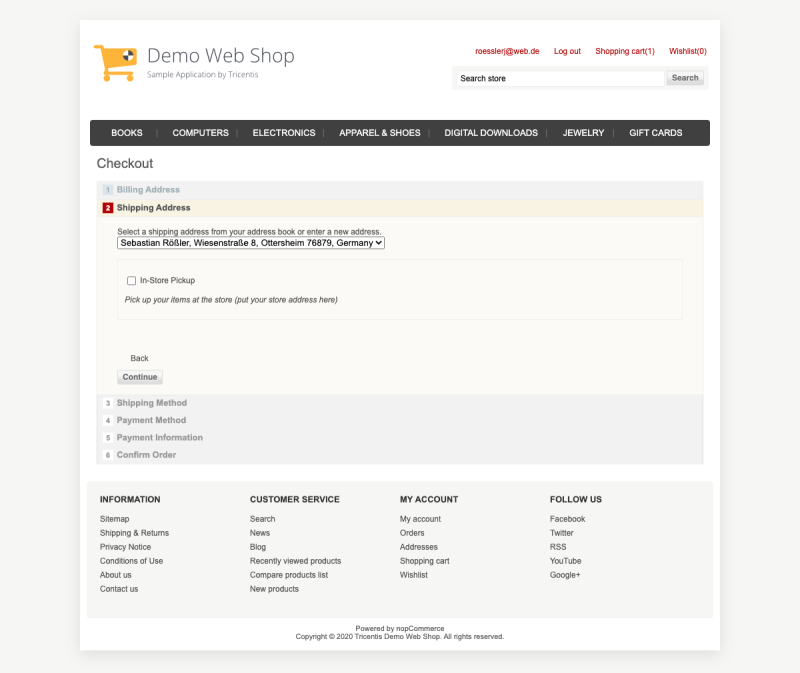 Demo Web Shop
Sample Application by Tricentis
roesslerj@web.de Log out Shopping cart(1) Wishlist(0)
Search store Search
BOOKS | COMPUTERS | ELECTRONICS | APPAREL & SHOES | DIGITAL DOWNLOADS | JEWELRY | GIFT CARDS
Checkout
1 Billing Address
2 Shipping Address
Select a shipping address from your address book or enter a new address.
Sebastian Rößler, Wiesenstraße 8, Ottersheim 76879, Germany
In-Store Pickup
Pick up your items at the store (put your store address here)
Back
Continue
3 Shipping Method
4 Payment Method
5 Payment Information
6 Confirm Order
INFORMATION
Sitemap
Shipping & Returns
Privacy Notice
Conditions of Use
About us
Contact us
CUSTOMER SERVICE
Search
News
Blog
Recently viewed products
Compare products list
New products
MY ACCOUNT
My account
Orders
Addresses
Shopping cart
Wishlist
FOLLOW US
Facebook
Twitter
RSS
YouTube
Google+
Powered by nopCommerce
Copyright © 2020 Tricentis Demo Web Shop. All rights reserved.